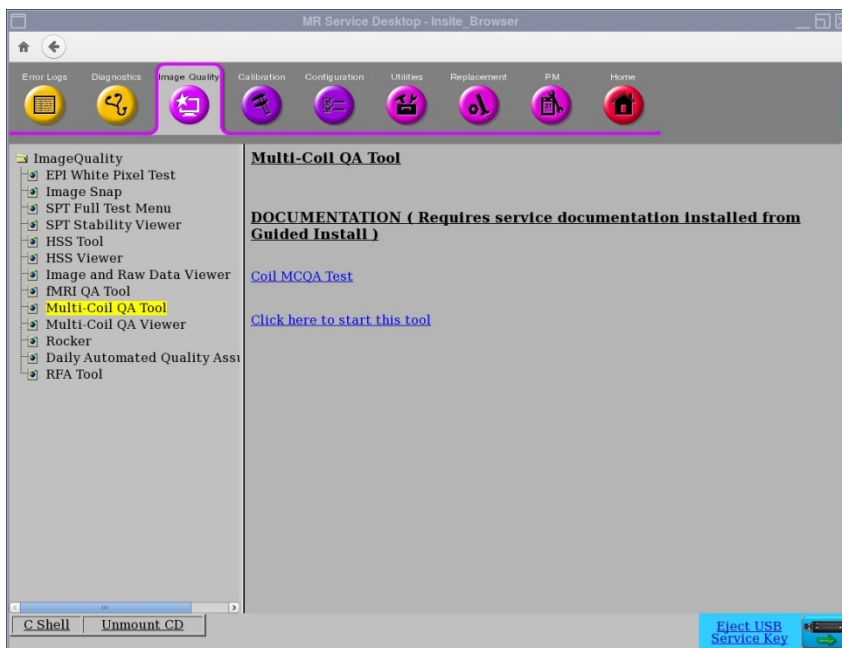 MR Service Desktop - Insite_Browser
Error Logs
Diagnostics
Image Quality
Calibration
Configuration
Utilities
Replacement
PM
Home
ImageQuality
EPI White Pixel Test
Image Snap
SPT Full Test Menu
SPT Stability Viewer
HSS Tool
HSS Viewer
Image and Raw Data Viewer
fMRI QA Tool
Multi-Coil QA Tool
Multi-Coil QA Viewer
Rocker
Daily Automated Quality Assu
RFA Tool
Multi-Coil QA Tool
DOCUMENTATION ( Requires service documentation installed from
Guided Install )
Coil MCQA Test
Click here to start this tool
C Shell
Unmount CD
Eject USB
Service Key